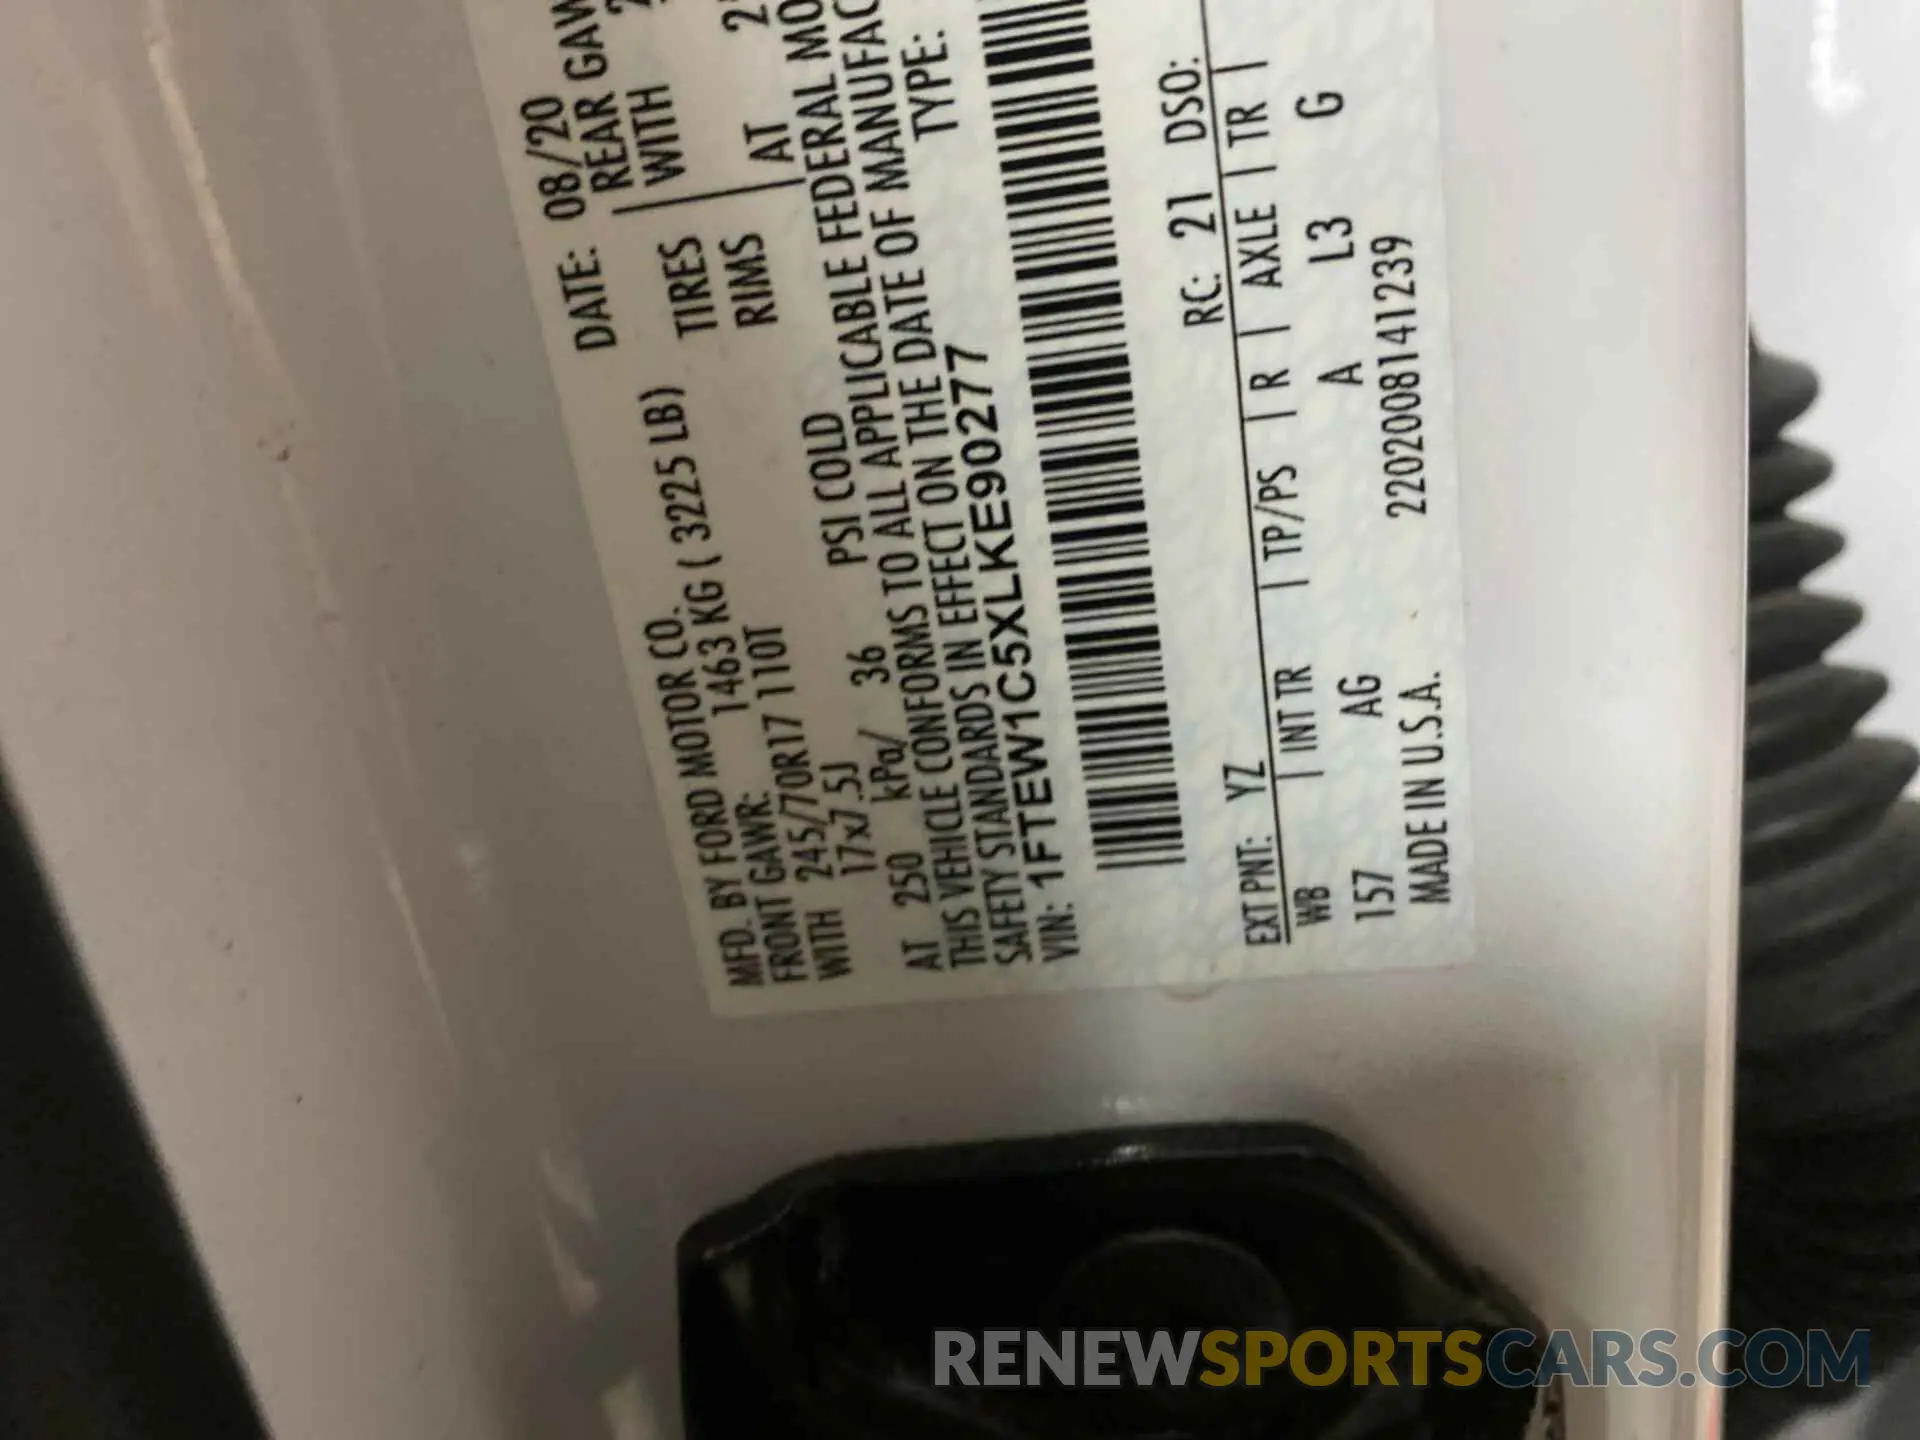 MFD. BY FORD MOTOR CO.
DATE: 08/20
FRONT GAWR: 1463 KG ( 3225 LB)
REAR GAW
WITH 245/70R17 110T TIRES WITH
17x7.5J RIMS
AT 250 kPa/ 36 PSI COLD AT
THIS VEHICLE CONFORMS TO ALL APPLICABLE FEDERAL MO
SAFETY STANDARDS IN EFFECT ON THE DATE OF MANUFAC
VIN: 1FTEW1C5XLKE90277 TYPE:
EXT PNT: YZ RC: 21 DSO:
WB | INT TR | TP/PS | R | AXLE | TR |
157 AG A L3 G
MADE IN U.S.A. 220200814 1239
RENEWSPORTSCARS.COM